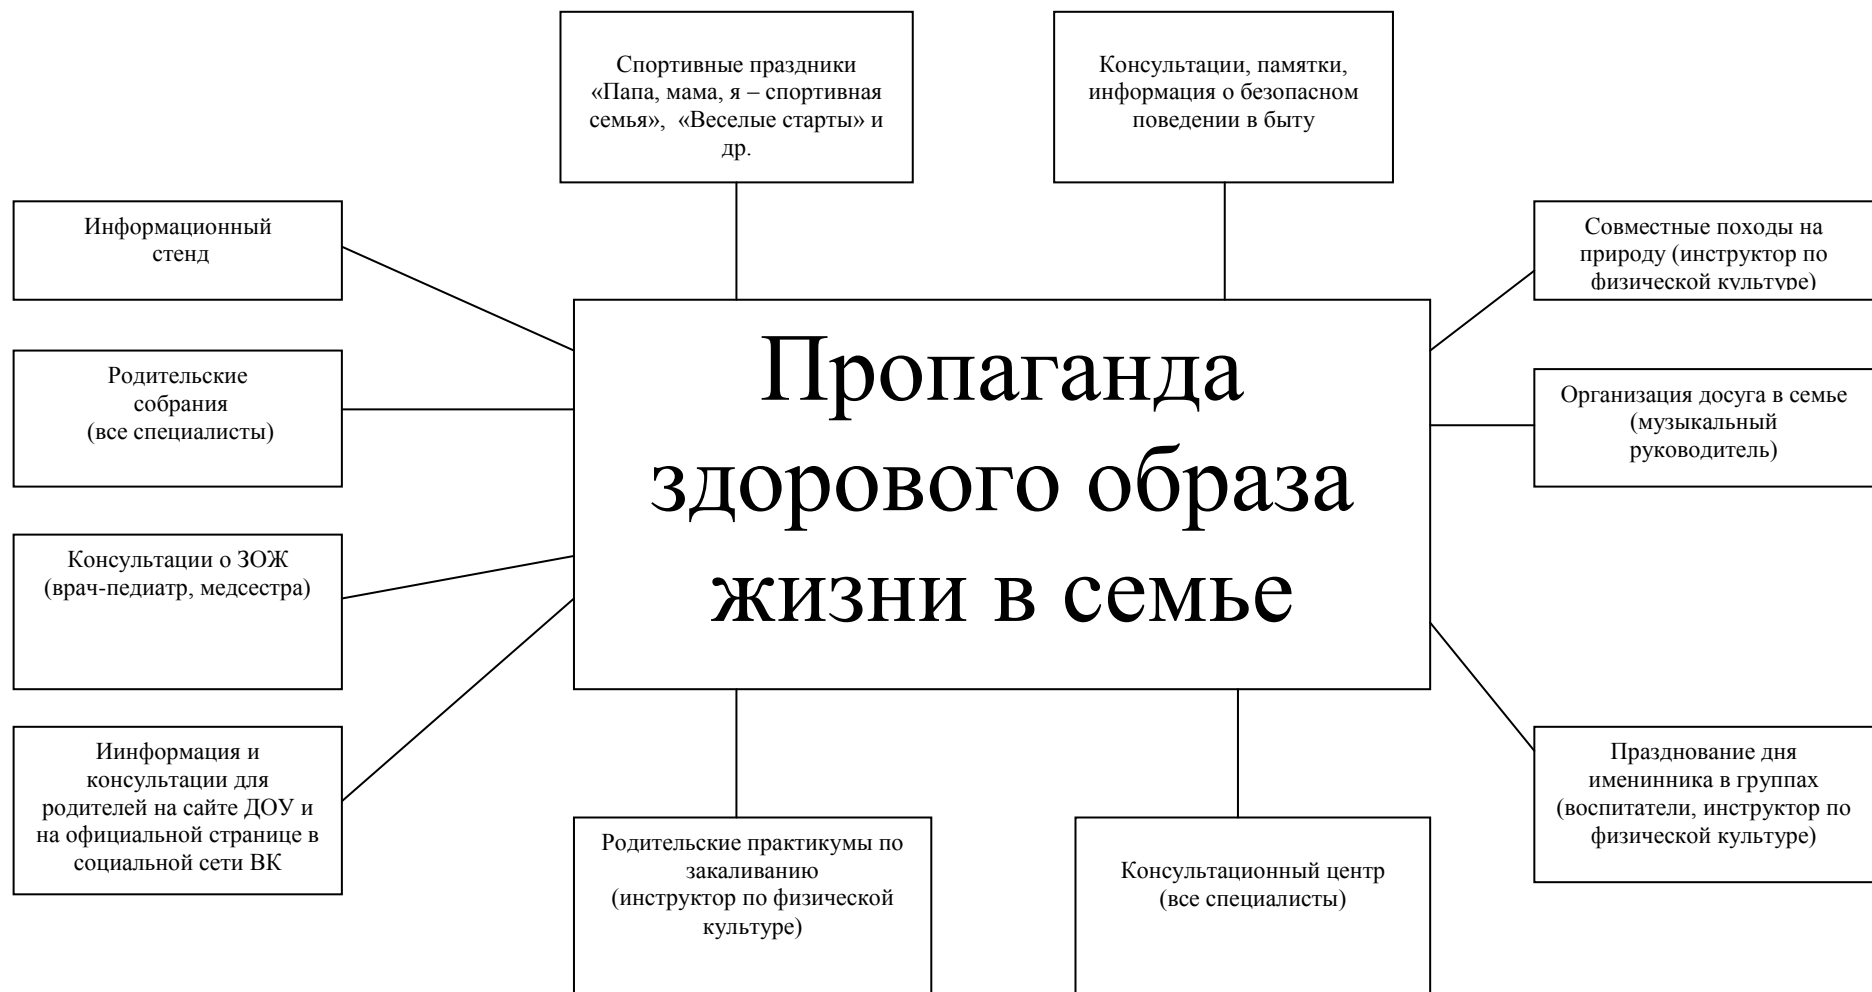 Спортивные праздники
«Папа, мама, я – спортивная
семья», «Веселые старты» и
др.
Консультации, памятки,
информация о безопасном
поведении в быту
Информационный
стенд
Совместные походы на
природу (инструктор по
физической культуре)
Родительские
собрания
(все специалисты)
Пропаганда
здорового образа
жизни в семье
Организация досуга в семье
(музыкальный
руководитель)
Консультации о ЗОЖ
(врач-педиатр, медсестра)
Иинформация и
консультации для
родителей на сайте ДОУ и
на официальной странице в
социальной сети ВК
Празднование дня
именинника в группах
(воспитатели, инструктор по
физической культуре)
Родительские практикумы по
закаливанию
(инструктор по физической
культуре)
Консультационный центр
(все специалисты)